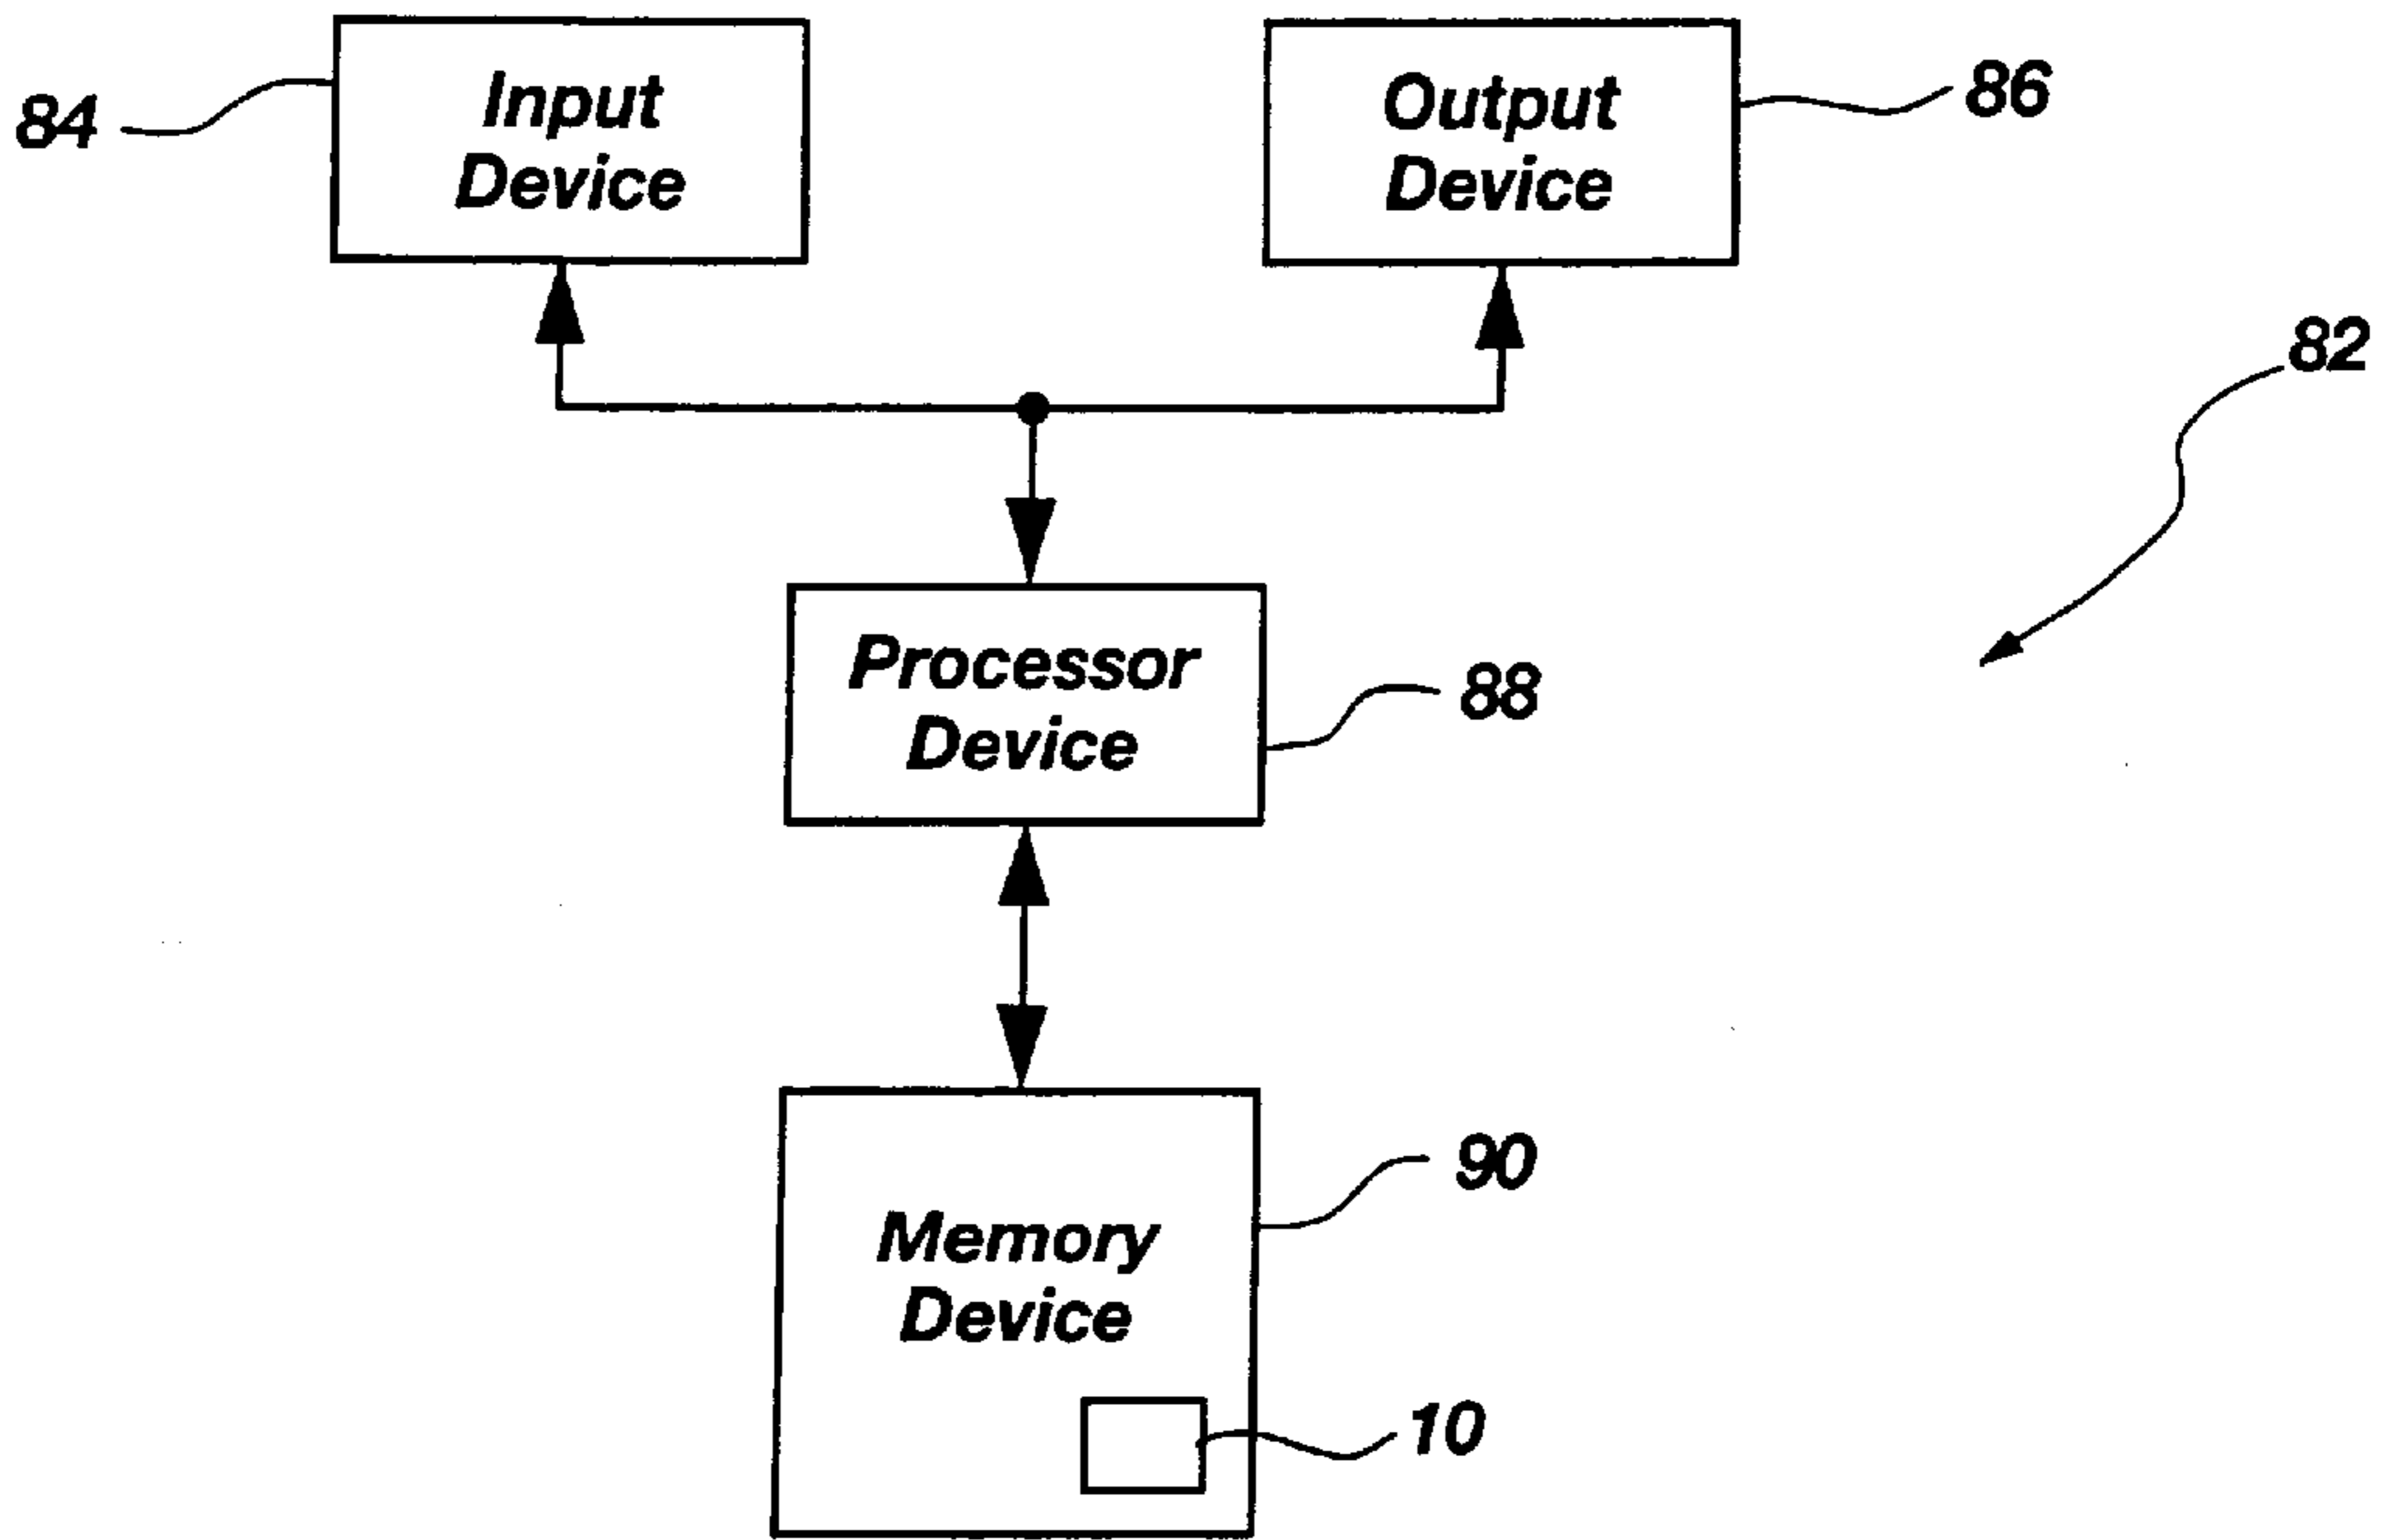 84
Input
Device
Output
Device
86
82
Processor
Device
88
Memory
Device
90
10